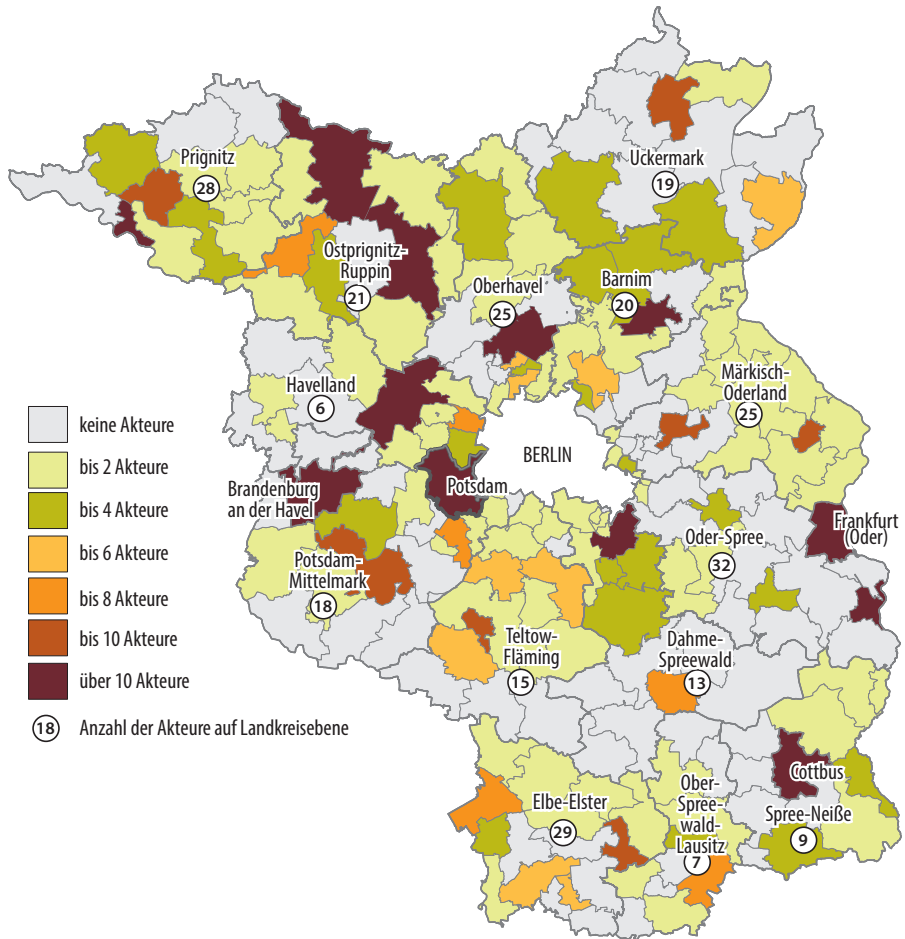 Prignitz
28
Uckermark
19
Ostprignitz-
Ruppin
21
Oberhavel
25
Barnim
20
Märkisch-
Oderland
25
Havelland
6
BERLIN
Potsdam
Brandenburg
an der Havel
Frankfurt
(Oder)
Oder-Spree
32
Potsdam-
Mittelmark
18
Teltow-
Fläming
15
Dahme-
Spreewald
13
Cottbus
Spree-Neiße
9
Elbe-Elster
29
Ober-
Spree-
wald-
Lausitz
7
keine Akteure
bis 2 Akteure
bis 4 Akteure
bis 6 Akteure
bis 8 Akteure
bis 10 Akteure
über 10 Akteure
18 Anzahl der Akteure auf Landkreisebene